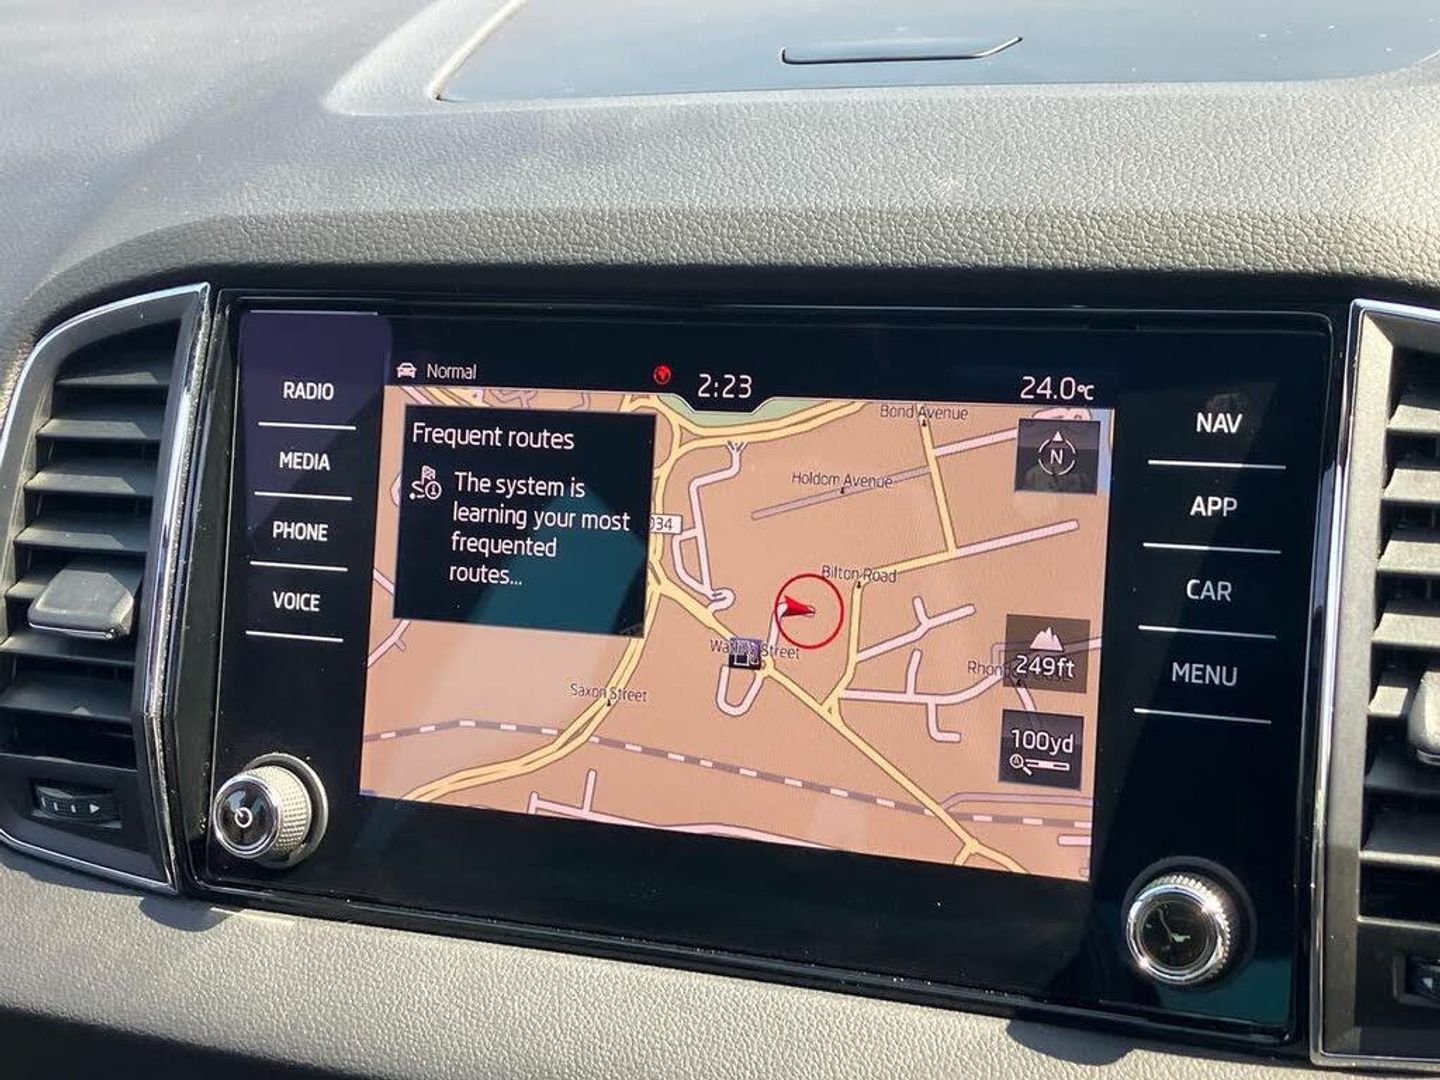 Normal
2:23
24.0°C
RADIO
MEDIA
PHONE
VOICE
Frequent routes
The system is
learning your most
frequented
routes...
Bond Avenue
N
Holdom Avenue
034
Bilton Road
Street
Saxon Street
249ft
100yd
NAV
APP
CAR
MENU